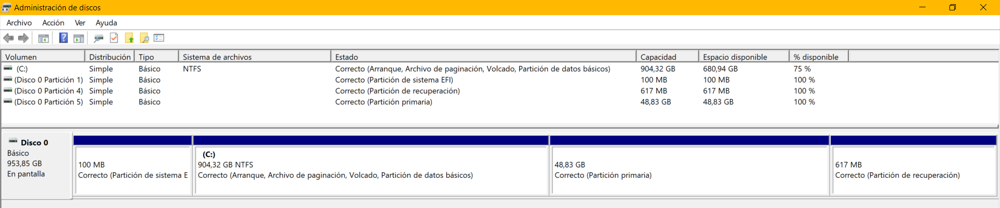 Administración de discos
Archivo Acción Ver Ayuda
Volumen Distribución Tipo Sistema de archivos Estado Capacidad Espacio disponible % disponible
(C:) Simple Básico NTFS Correcto (Arranque, Archivo de paginación, Volcado, Partición de datos básicos) 904,32 GB 680,94 GB 75 %
(Disco 0 Partición 1) Simple Básico Correcto (Partición de sistema EFI) 100 MB 100 MB 100 %
(Disco 0 Partición 4) Simple Básico Correcto (Partición de recuperación) 617 MB 617 MB 100 %
(Disco 0 Partición 5) Simple Básico Correcto (Partición primaria) 48,83 GB 48,83 GB 100 %
Disco 0
Básico
953,85 GB
En pantalla
100 MB
Correcto (Partición de sistema E
(C:)
904,32 GB NTFS
Correcto (Arranque, Archivo de paginación, Volcado, Partición de datos básicos)
48,83 GB
Correcto (Partición primaria)
617 MB
Correcto (Partición de recuperación)